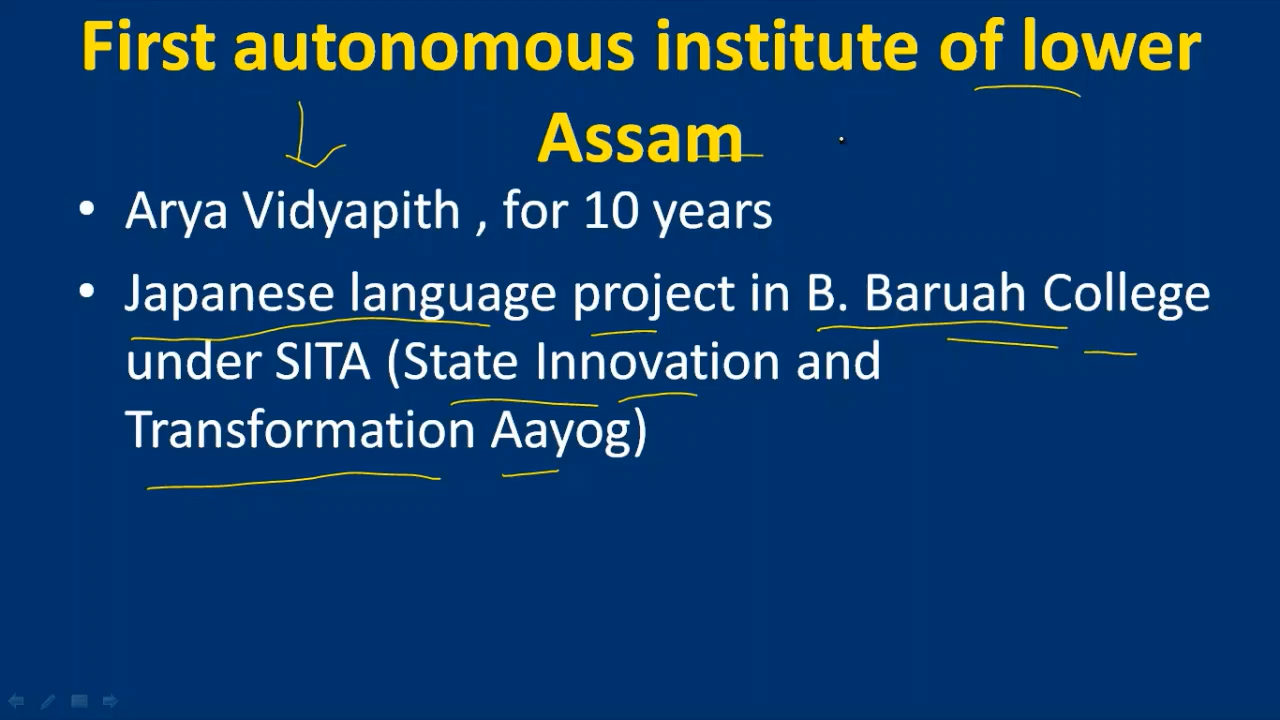 First autonomous institute of lower
Assam
• Arya Vidyapith , for 10 years
• Japanese language project in B. Baruah College
under SITA (State Innovation and
Transformation Aayog)